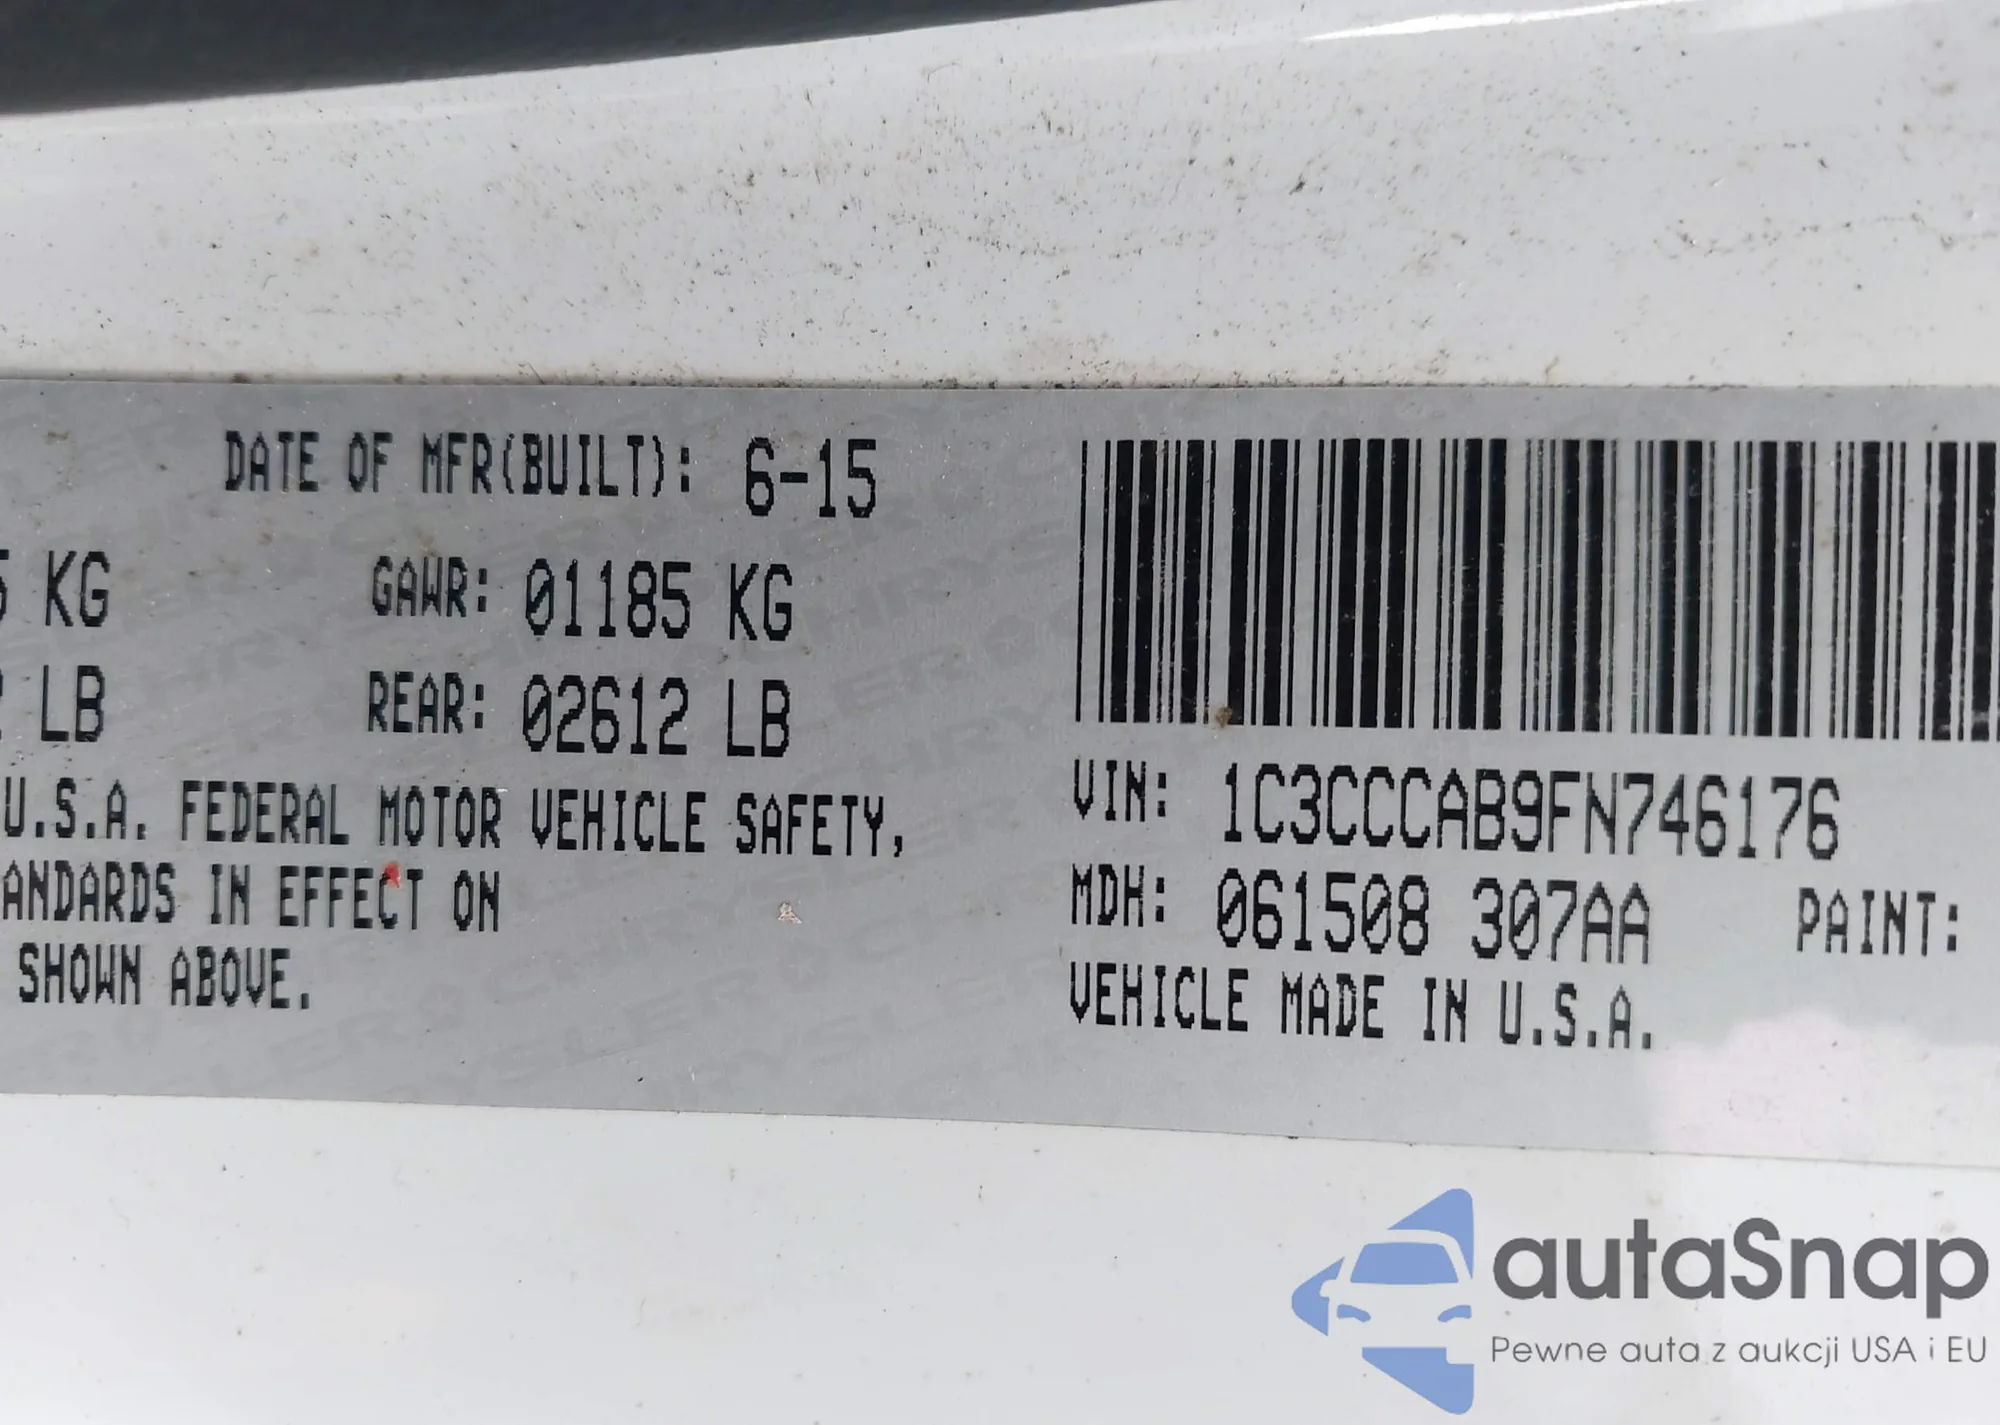 DATE OF MFR(BUILT): 6-15
5 KG GAWR: 01185 KG
2 LB REAR: 02612 LB
U.S.A. FEDERAL MOTOR VEHICLE SAFETY,
ANDARDS IN EFFECT ON
SHOWN ABOVE.
VIN: 1C3CCCAB9FN746176
MDH: 061508 307AA PAINT:
VEHICLE MADE IN U.S.A.
autaSnap
Pewne auta z aukcji USA i EU